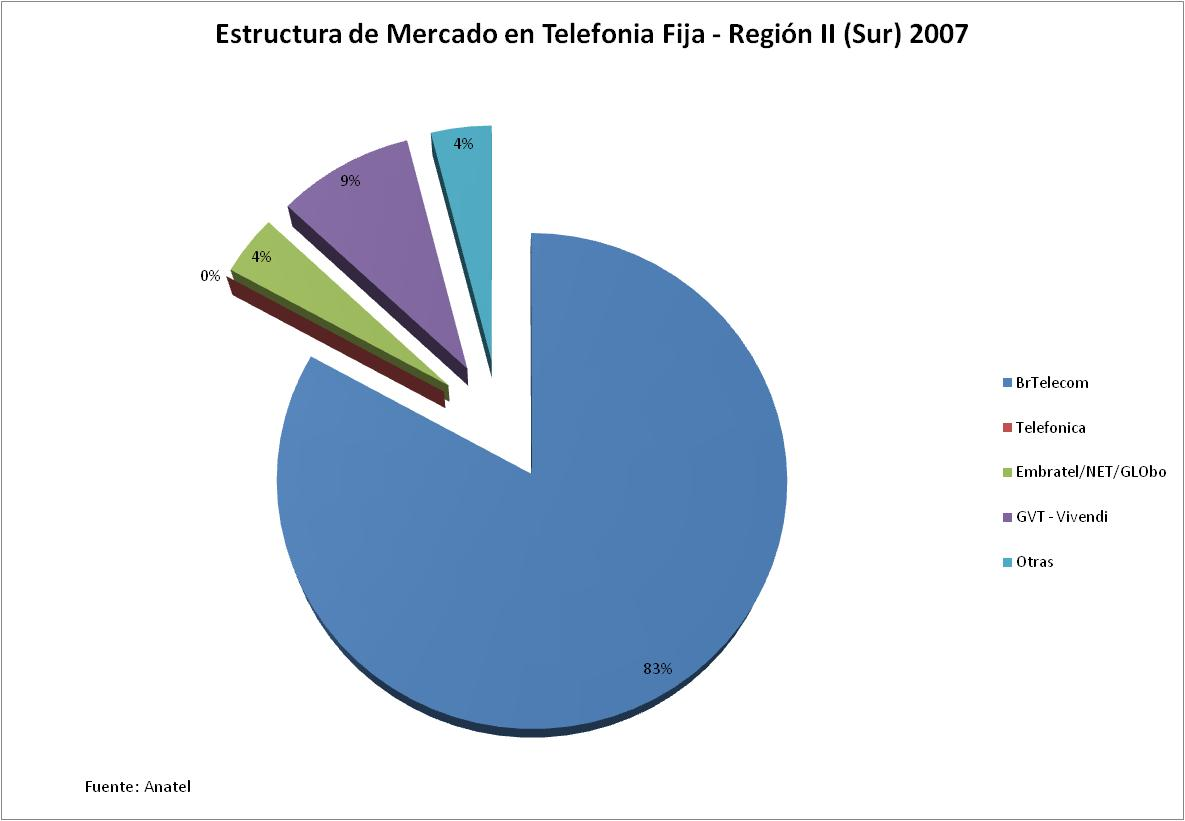 Estructura de Mercado en Telefonia Fija - Región II (Sur) 2007
4%
9%
4%
0%
83%
BrTelecom
Telefonica
Embratel/NET/GLObo
GVT - Vivendi
Otras
Fuente: Anatel